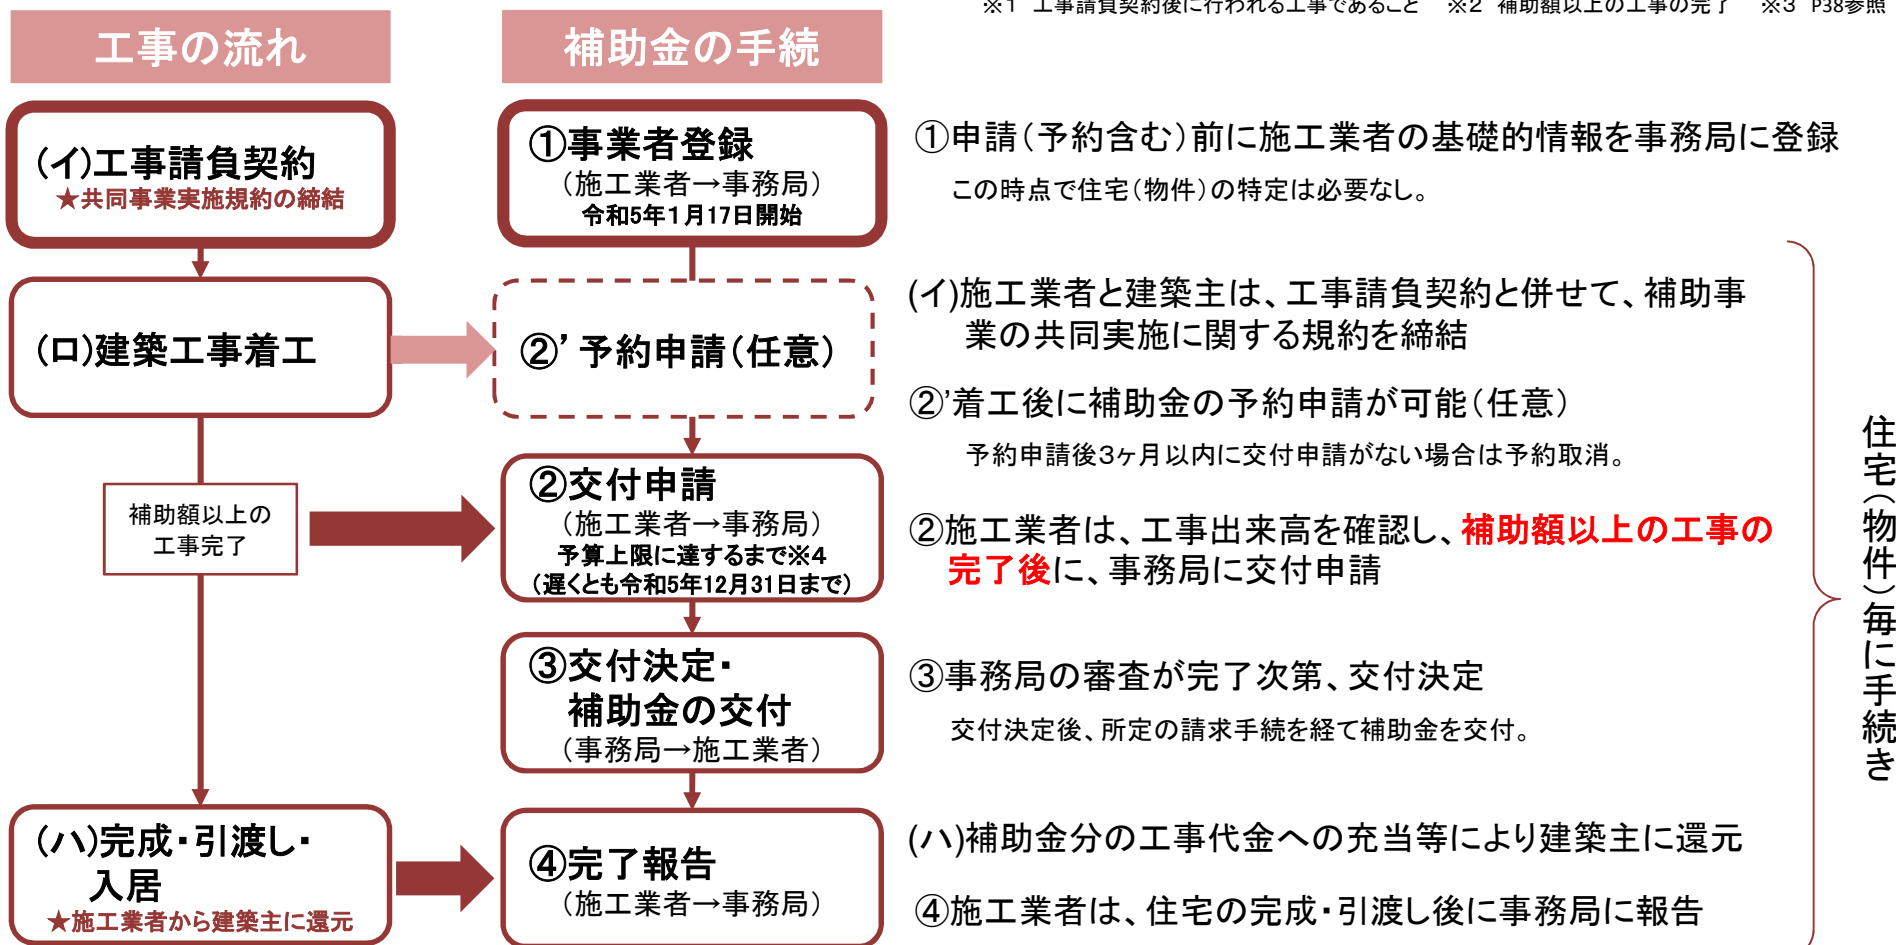 ※1　工事請負契約後に行われる工事であること　※2　補助額以上の工事の完了　※3　P38参照
工事の流れ
補助金の手続
(イ)工事請負契約
★共同事業実施規約の締結
①事業者登録
(施工業者→事務局)
令和5年1月17日開始
①申請(予約含む)前に施工業者の基礎的情報を事務局に登録
この時点で住宅(物件)の特定は必要なし。
(ロ)建築工事着工
②’予約申請(任意)
(イ)施工業者と建築主は、工事請負契約と併せて、補助事
業の共同実施に関する規約を締結
②’着工後に補助金の予約申請が可能(任意)
予約申請後3ヶ月以内に交付申請がない場合は予約取消。
補助額以上の
工事完了
②交付申請
(施工業者→事務局)
予算上限に達するまで※4
(遅くとも令和5年12月31日まで)
②施工業者は、工事出来高を確認し、補助額以上の工事の
完了後に、事務局に交付申請
③交付決定・
補助金の交付
(事務局→施工業者)
③事務局の審査が完了次第、交付決定
交付決定後、所定の請求手続を経て補助金を交付。
(ハ)完成・引渡し・
入居
★施工業者から建築主に還元
④完了報告
(施工業者→事務局)
(ハ)補助金分の工事代金への充当等により建築主に還元
④施工業者は、住宅の完成・引渡し後に事務局に報告
住宅(物件)毎に手続き